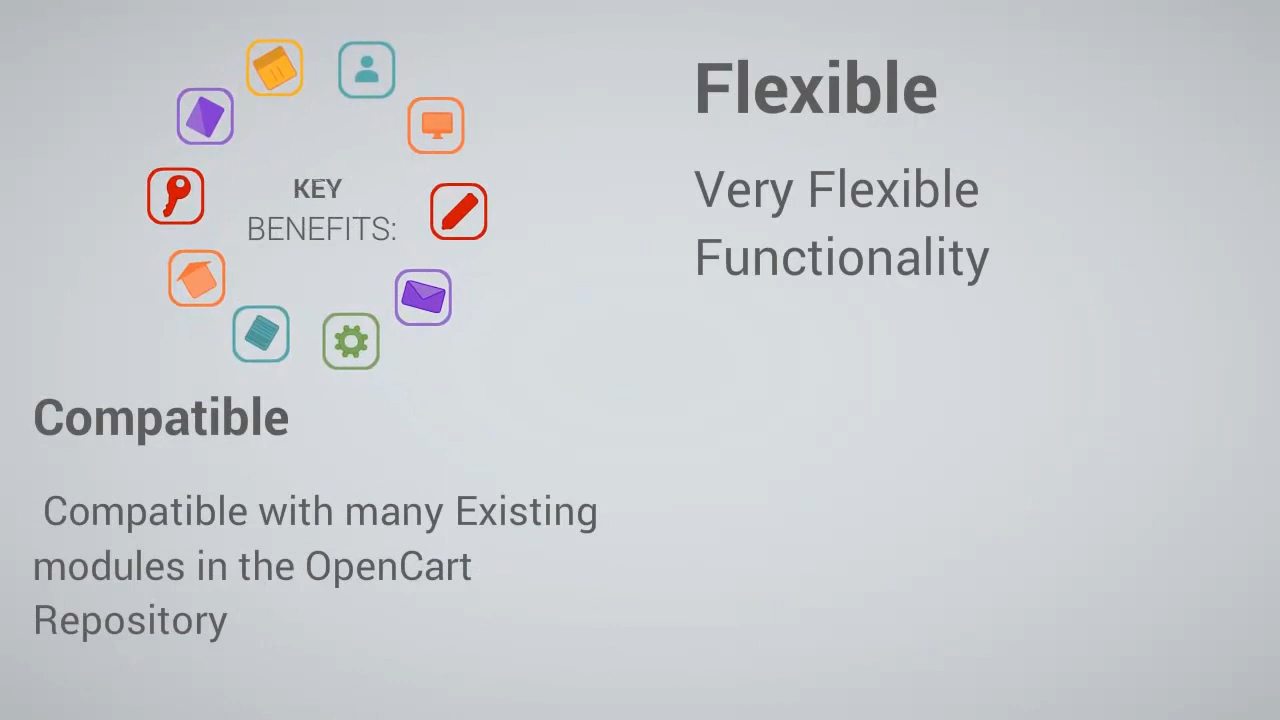 KEY
BENEFITS:
Flexible
Very Flexible
Functionality
Compatible
Compatible with many Existing
modules in the OpenCart
Repository